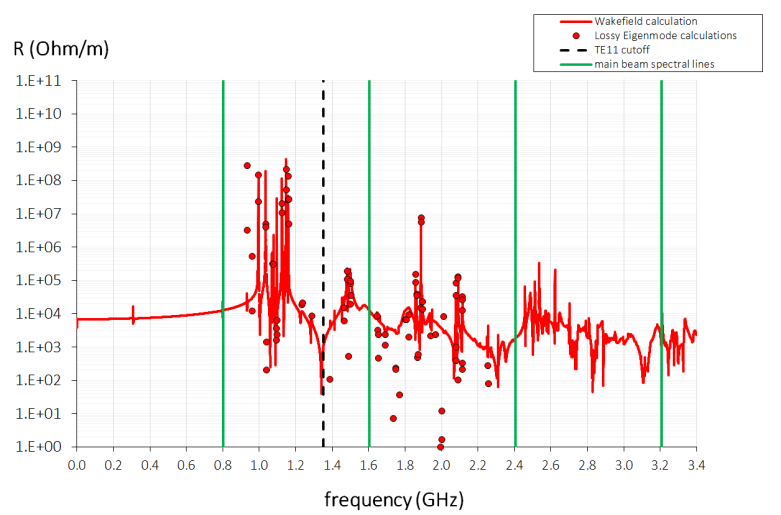 Wakefield calculation
Lossy Eigenmode calculations
TE11 cutoff
main beam spectral lines
R (Ohm/m)
1.E+11
1.E+10
1.E+09
1.E+08
1.E+07
1.E+06
1.E+05
1.E+04
1.E+03
1.E+02
1.E+01
1.E+00
0.0 0.2 0.4 0.6 0.8 1.0 1.2 1.4 1.6 1.8 2.0 2.2 2.4 2.6 2.8 3.0 3.2 3.4
frequency (GHz)